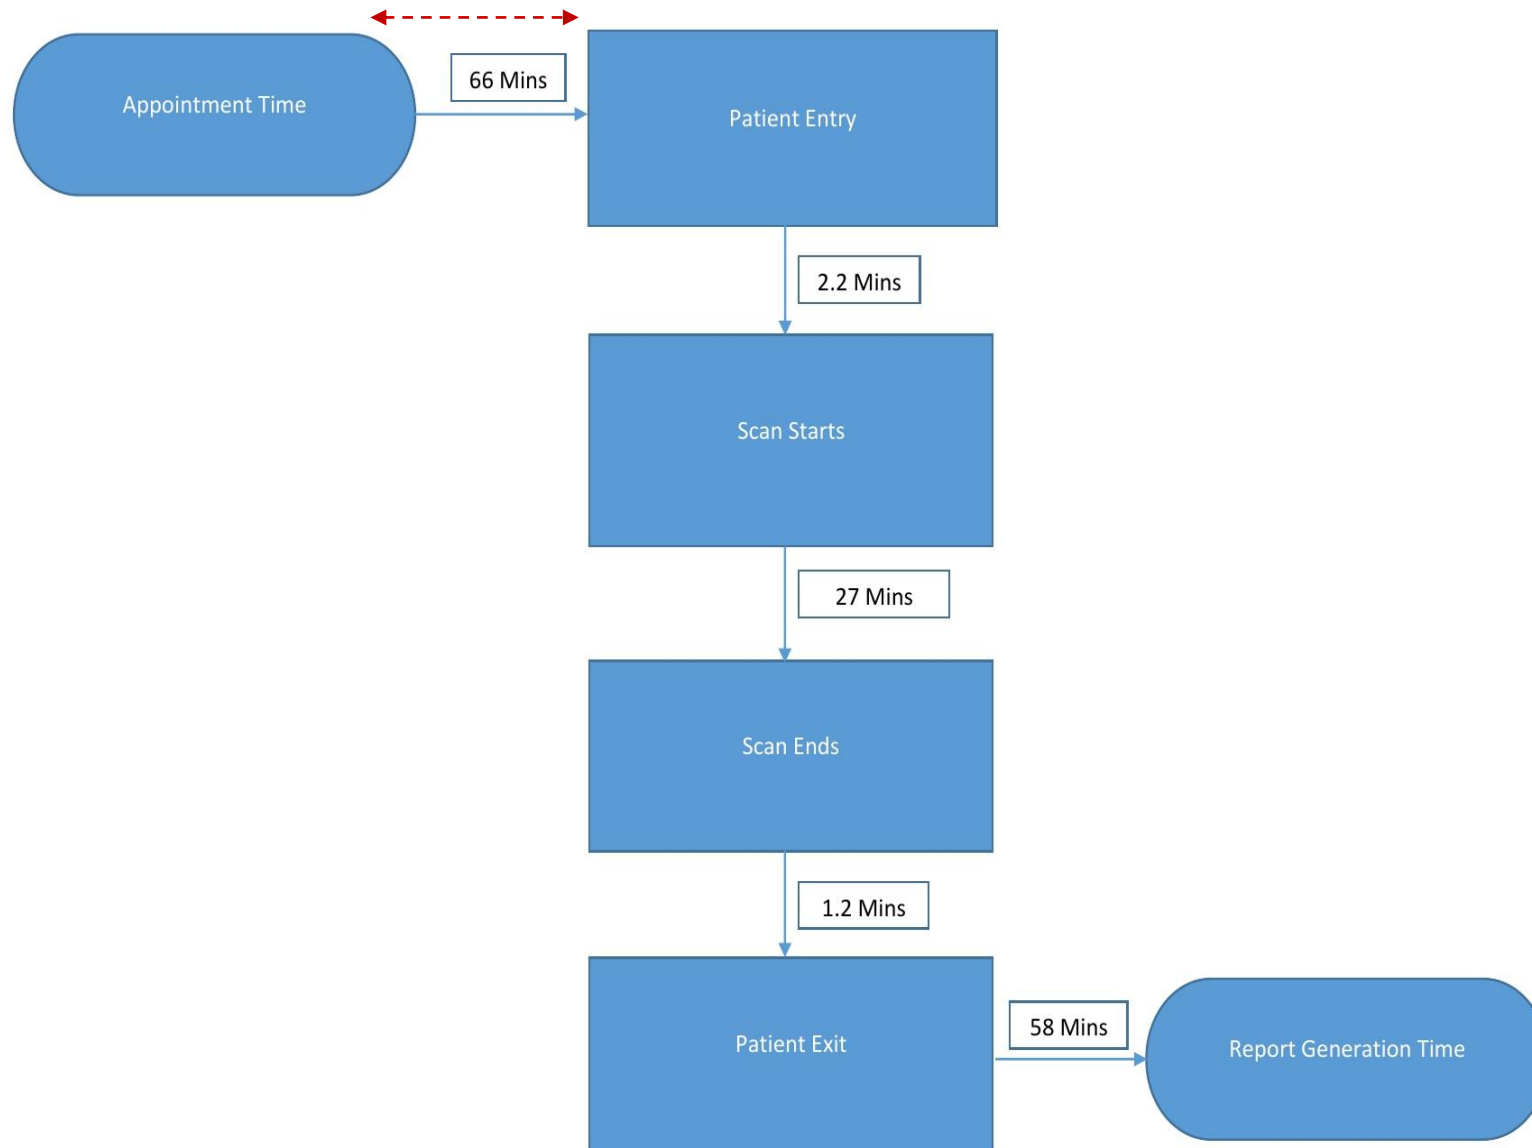 Appointment Time
66 Mins
Patient Entry
2.2 Mins
Scan Starts
27 Mins
Scan Ends
1.2 Mins
Patient Exit
58 Mins
Report Generation Time